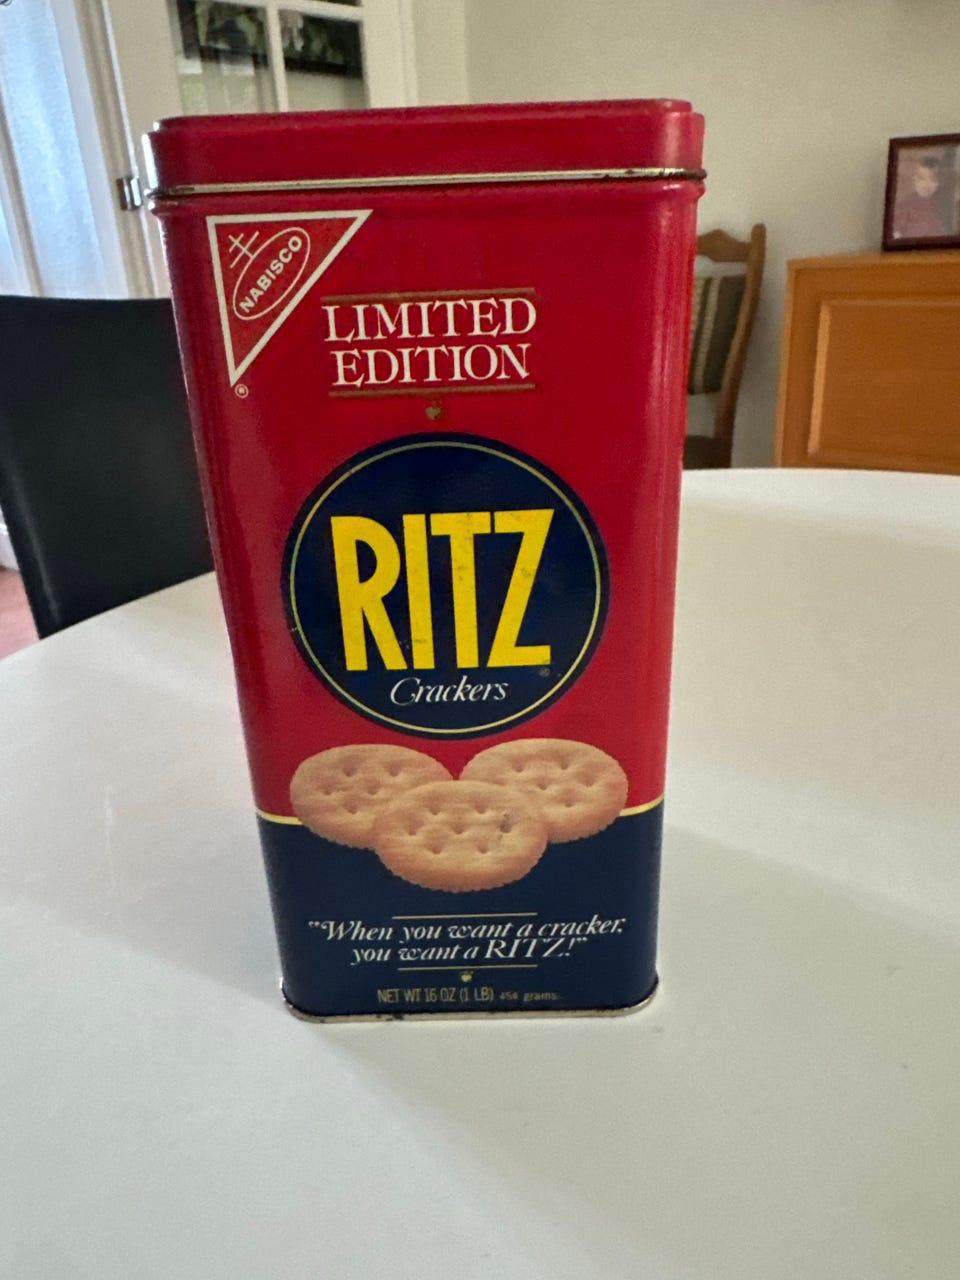 NABISCO
®
LIMITED
EDITION
RITZ
®
Crackers
"When you want a cracker,
you want a RITZ!"
NET WT 16 OZ (1 LB) 454 grams